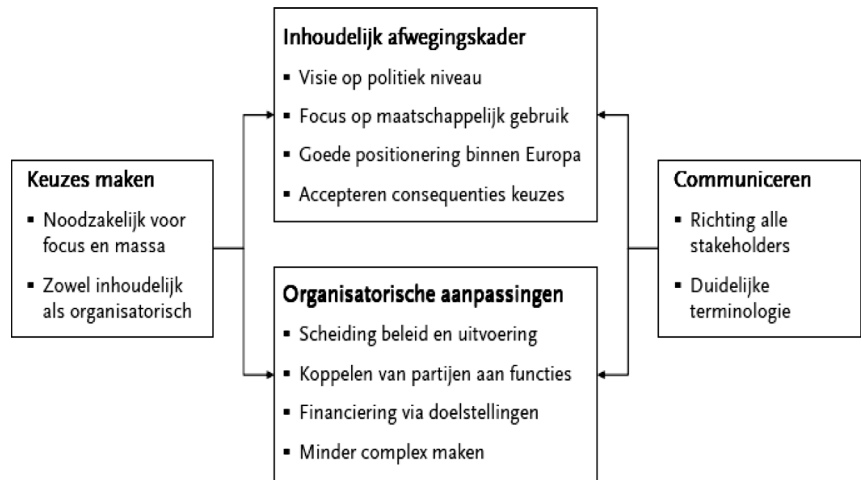 Inhoudelijk afwegingskader
▪ Visie op politiek niveau
▪ Focus op maatschappelijk gebruik
▪ Goede positionering binnen Europa
▪ Accepteren consequenties keuzes
Keuzes maken
▪ Noodzakelijk voor
focus en massa
▪ Zowel inhoudelijk
als organisatorisch
Communiceren
▪ Richting alle
stakeholders
▪ Duidelijke
terminologie
Organisatorische aanpassingen
▪ Scheiding beleid en uitvoering
▪ Koppelen van partijen aan functies
▪ Financiering via doelstellingen
▪ Minder complex maken